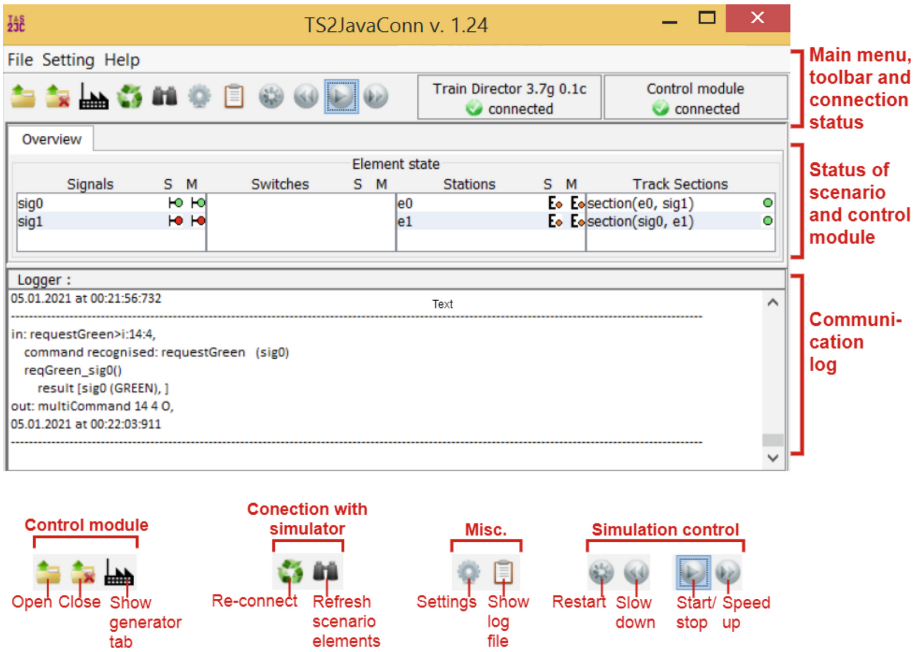 TAS
2JC
TS2JavaConn v. 1.24
File Setting Help
Train Director 3.7g 0.1c
connected
Control module
connected
Main menu,
toolbar and
connection
status
Overview
Element state
Signals S M Switches S M Stations S M Track Sections
sig0 e0 section(e0, sig1)
sig1 e1 section(sig0, e1)
Status of
scenario
and control
module
Logger :
05.01.2021 at 00:21:56:732
Text
in: requestGreen>i:14:4,
command recognised: requestGreen (sig0)
reqGreen_sig0()
result [sig0 (GREEN), ]
out: multiCommand 14 4 O,
05.01.2021 at 00:22:03:911
Communi-
cation
log
Control module
Open Close Show
generator
tab
Conection with
simulator
Re-connect Refresh
scenario
elements
Misc.
Settings Show
log
file
Simulation control
Restart Slow
down
Start/
stop
Speed
up